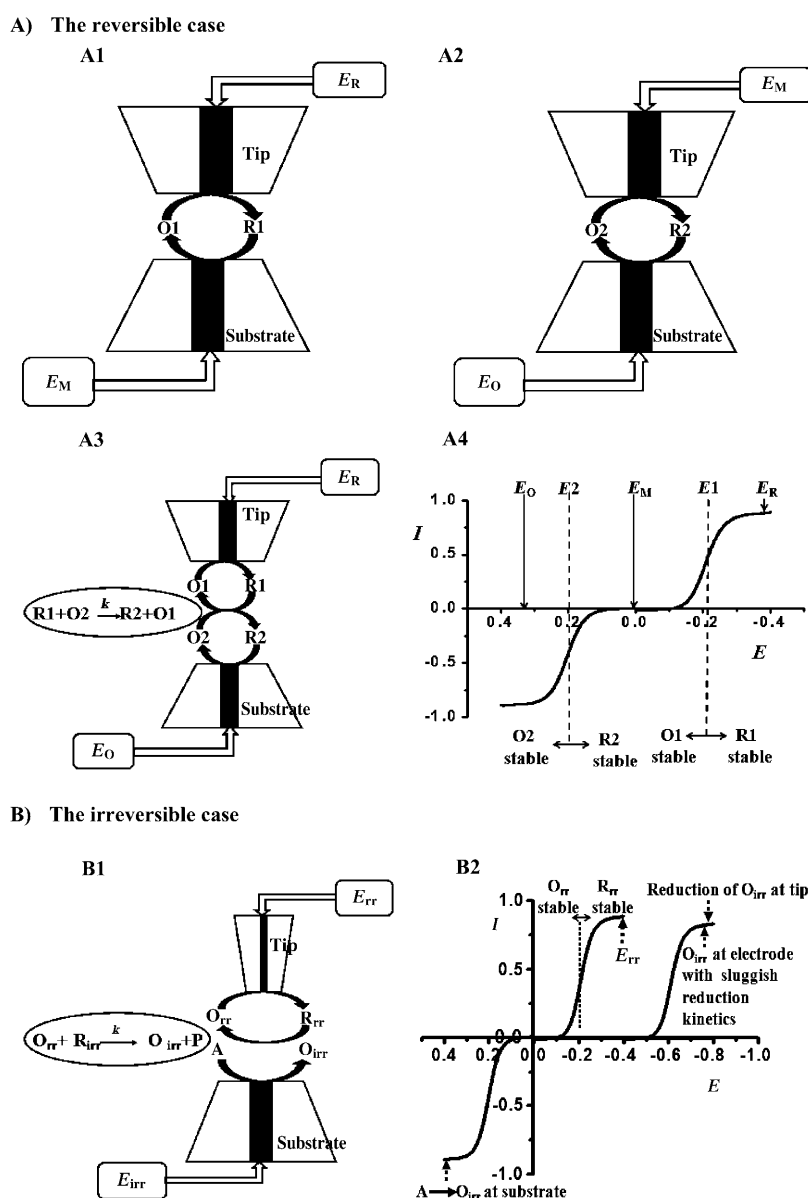 A) The reversible case
A1
E_R
Tip
O1 R1
Substrate
E_M
A2
E_M
Tip
O2 R2
Substrate
E_O
A3
E_R
Tip
O1 R1
R1+O2 k→ R2+O1
O2 R2
Substrate
E_O
A4
E_O E2 E_M E1 E_R
I
1.0
0.5
0.0
-0.5
-1.0
0.4 0.2 0.0 -0.2 -0.4
E
O2 stable
R2 stable
O1 stable
R1 stable
B) The irreversible case
B1
E_rr
Tip
O_rr R_rr
O_rr + R_irr k→ O_irr+P
A O_irr
Substrate
E_irr
B2
O_rr stable
R_rr stable
Reduction of O_irr at tip
I
1.0
0.5
0.0
-0.5
-1.0
E_rr
O_irr at electrode
with sluggish
reduction
kinetics
0.4 0.2 0.0 -0.2 -0.4 -0.6 -0.8 -1.0
E
A → O_irr at substrate